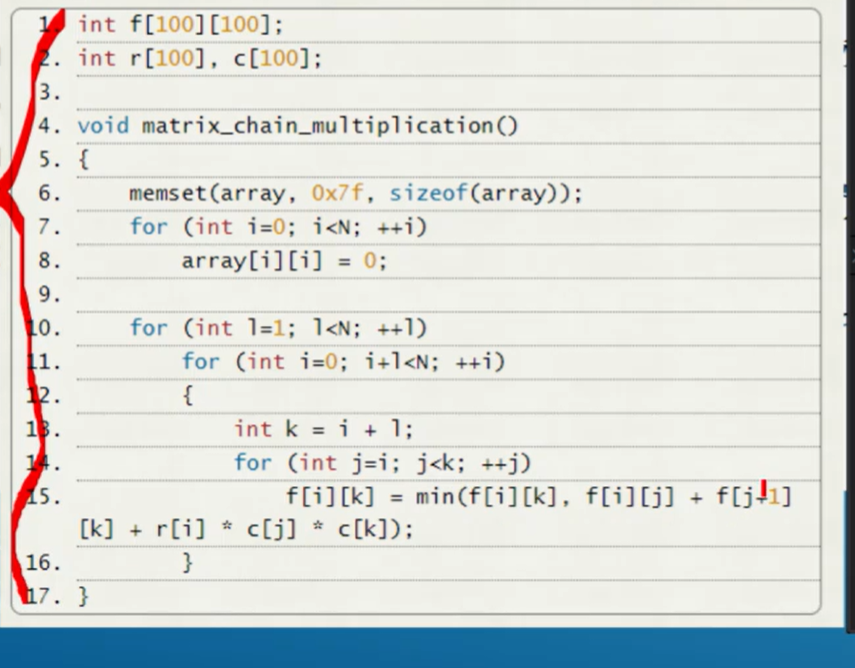 1. int f[100][100];
2. int r[100], c[100];
3.
4. void matrix_chain_multiplication()
5. {
6. memset(array, 0x7f, sizeof(array));
7. for (int i=0; i<N; ++i)
8. array[i][i] = 0;
9.
10. for (int l=1; l<N; ++l)
11. for (int i=0; i+l<N; ++i)
12. {
13. int k = i + l;
14. for (int j=i; j<k; ++j)
15. f[i][k] = min(f[i][k], f[i][j] + f[j+1]
[k] + r[i] * c[j] * c[k]);
16. }
17. }